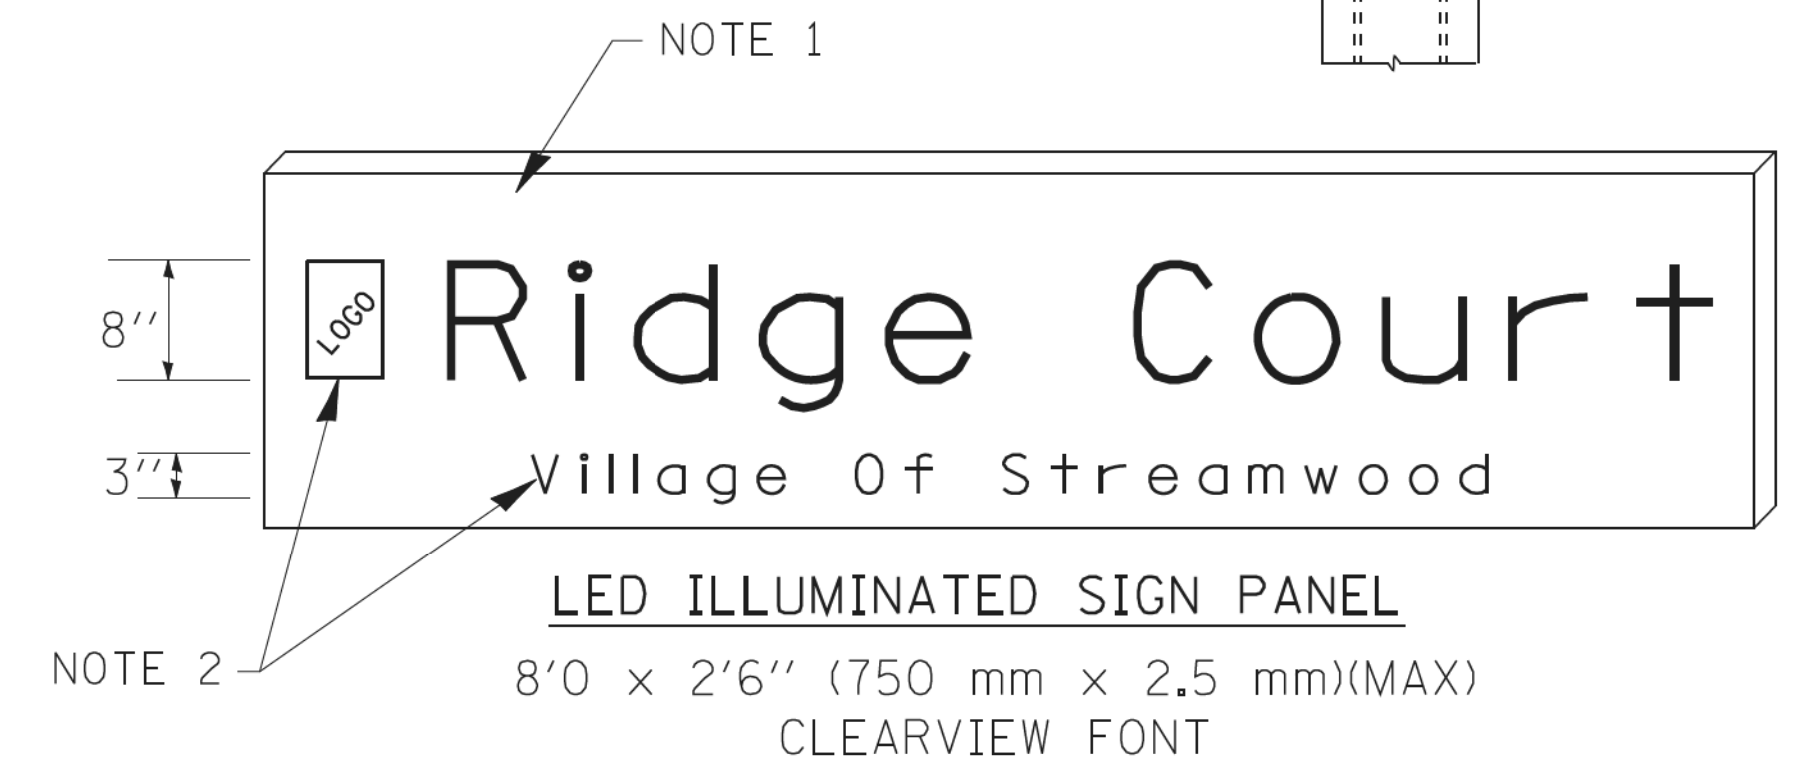 NOTE 1
8''
LOGO
Ridge Court
3''
Village Of Streamwood
LED ILLUMINATED SIGN PANEL
NOTE 2
8'0 x 2'6'' (750 mm x 2.5 mm)(MAX)
CLEARVIEW FONT